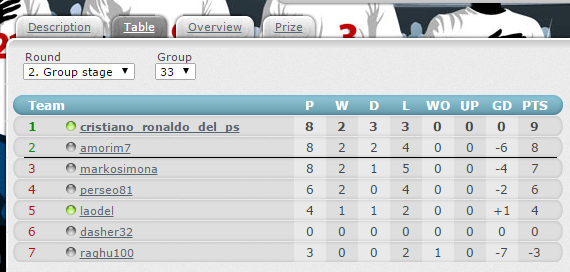 Description Table Overview Prize
3
Round Group
2. Group stage 33
Team P W D L WO UP GD PTS
1 cristiano_ronaldo_del_ps 8 2 3 3 0 0 0 9
2 amorim7 8 2 2 4 0 0 -6 8
3 markosimona 8 2 1 5 0 0 -4 7
4 perseo81 6 2 0 4 0 0 -2 6
5 laodel 4 1 1 2 0 0 +1 4
6 dasher32 0 0 0 0 0 0 0 0
7 raghu100 3 0 0 2 1 0 -7 -3